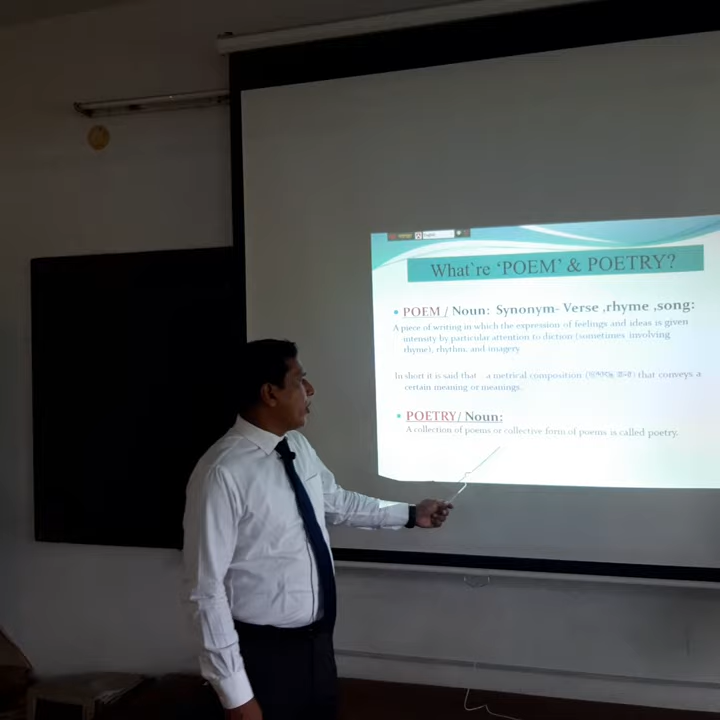 What`re ‘POEM’ & POETRY?
POEM / Noun: Synonym- Verse ,rhyme ,song:
A piece of writing in which the expression of feelings and ideas is given
intensity by particular attention to diction (sometimes involving
rhyme), rhythm, and imagery
In short it is said that .. a metrical composition that conveys a
certain meaning or meanings.
POETRY/ Noun:
A collection of poems or collective form of poems is called poetry.